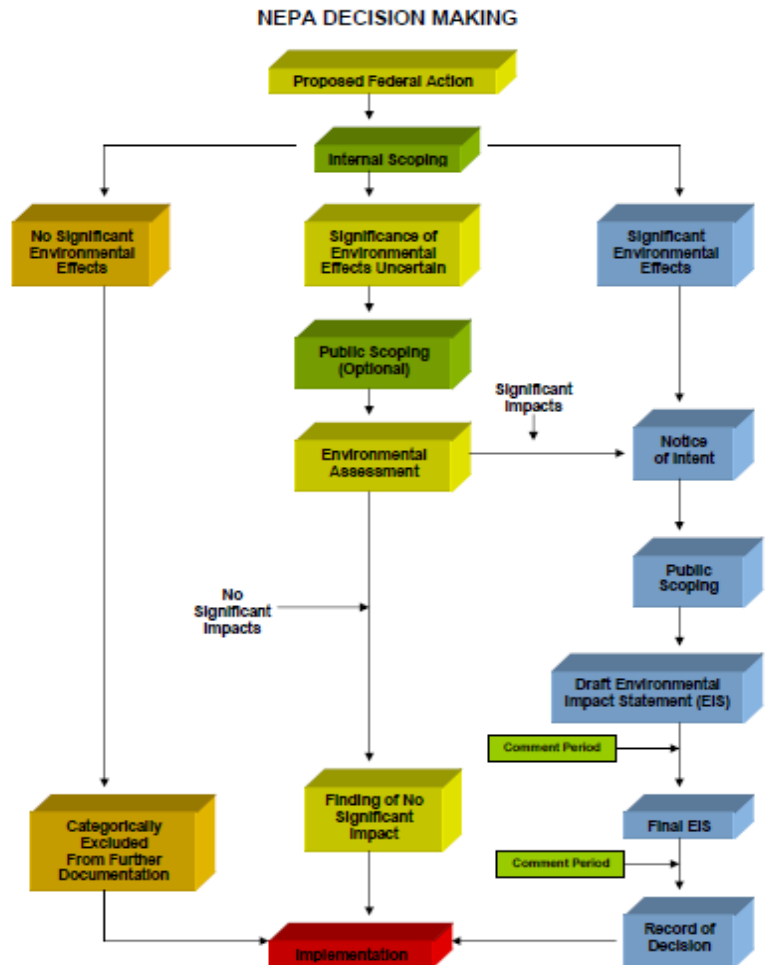 NEPA DECISION MAKING
Proposed Federal Action
Internal Scoping
No Significant
Environmental
Effects
Significance of
Environmental
Effects Uncertain
Significant
Environmental
Effects
Public Scoping
(Optional)
Significant
Impacts
Environmental
Assessment
Notice
of Intent
Public
Scoping
No
Significant
Impacts
Draft Environmental
Impact Statement (EIS)
Comment Period
Finding of No
Significant
Impact
Final EIS
Categorically
Excluded
From Further
Documentation
Comment Period
Record of
Decision
Implementation